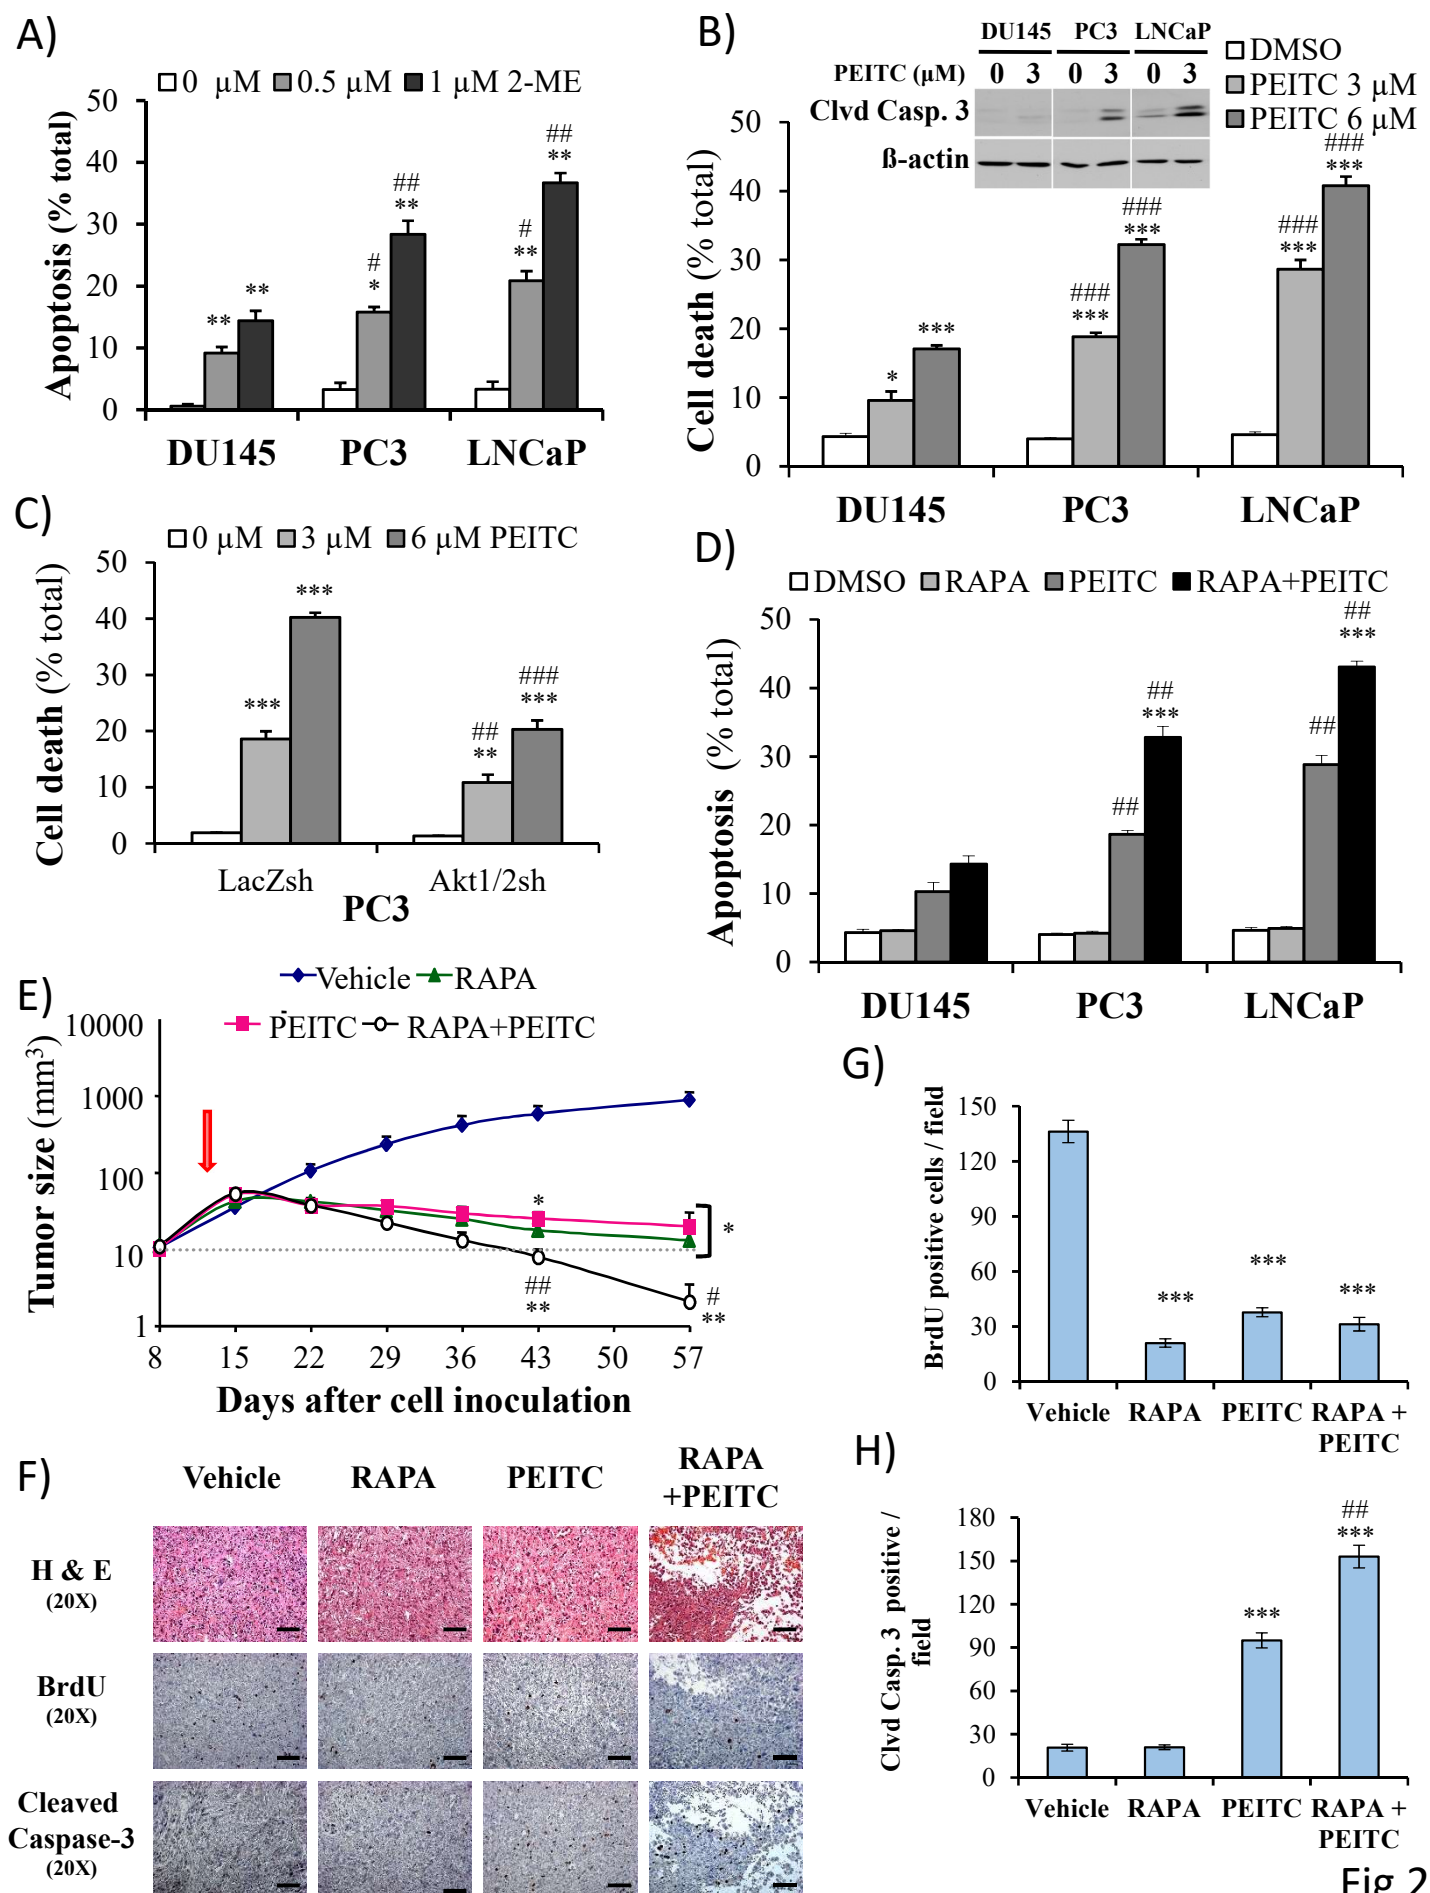 A)
0 µM 0.5 µM 1 µM 2-ME
Apoptosis (% total)
50
40
30
20
10
0
** ** # * ## ** # ** ## **
DU145 PC3 LNCaP
B)
DU145 PC3 LNCaP
PEITC (µM) 0 3 0 3 0 3
Clvd Casp. 3
ß-actin
DMSO
PEITC 3 µM
PEITC 6 µM
Cell death (% total)
50
40
30
20
10
0
* *** ### *** ### *** ### *** ### ***
DU145 PC3 LNCaP
C)
0 µM 3 µM 6 µM PEITC
Cell death (% total)
50
40
30
20
10
0
*** *** ## ** ### ***
LacZsh Akt1/2sh
PC3
D)
DMSO RAPA PEITC RAPA+PEITC
Apoptosis (% total)
50
40
30
20
10
0
## ## *** ## ## ***
DU145 PC3 LNCaP
E)
Vehicle RAPA
PEITC RAPA+PEITC
Tumor size (mm³)
10000
1000
100
10
1
* ## ** * # **
8 15 22 29 36 43 50 57
Days after cell inoculation
F)
Vehicle RAPA PEITC RAPA
+PEITC
H & E
(20X)
BrdU
(20X)
Cleaved
Caspase-3
(20X)
G)
BrdU positive cells / field
150
120
90
60
30
0
*** *** ***
Vehicle RAPA PEITC RAPA +
PEITC
H)
Clvd Casp. 3 positive /
field
180
150
120
90
60
30
0
*** ## ***
Vehicle RAPA PEITC RAPA +
PEITC
Fig 2